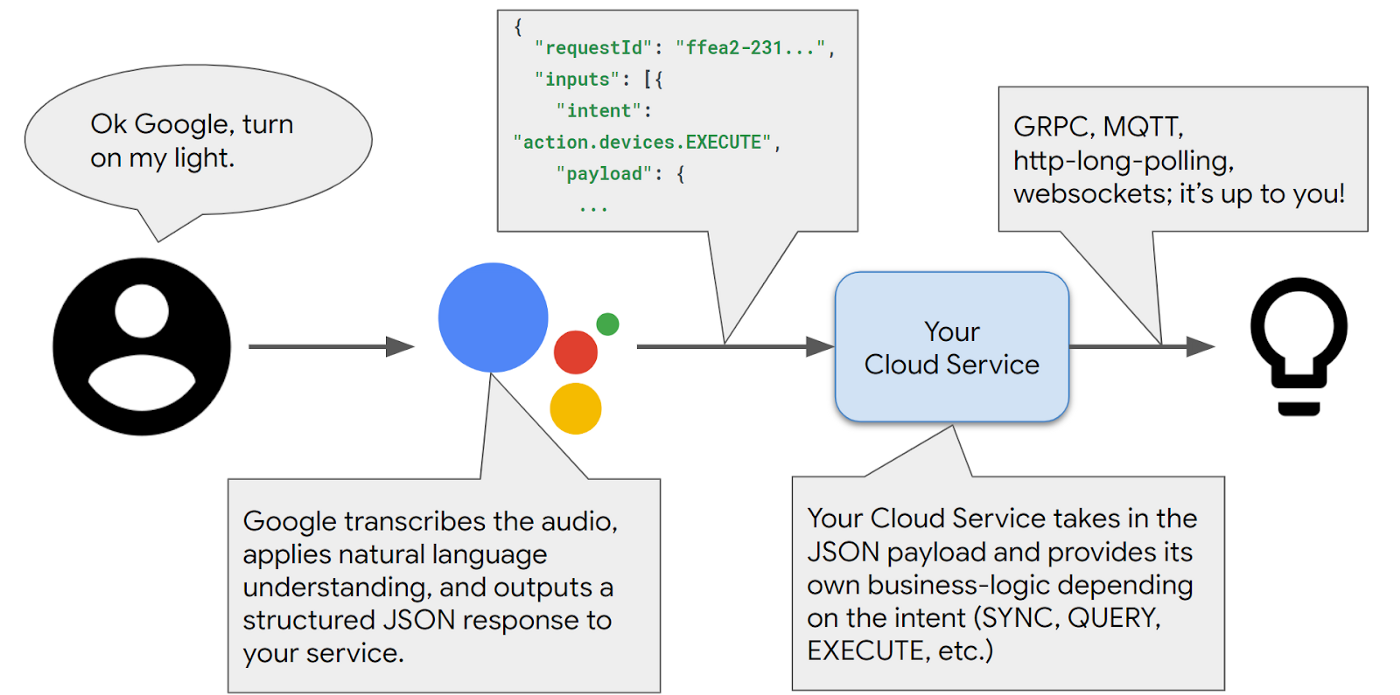 Ok Google, turn
on my light.
{
"requestId": "ffea2-231...",
"inputs": [{
"intent":
"action.devices.EXECUTE",
"payload": {
...
GRPC, MQTT,
http-long-polling,
websockets; it's up to you!
Your
Cloud Service
Google transcribes the audio,
applies natural language
understanding, and outputs a
structured JSON response to
your service.
Your Cloud Service takes in the
JSON payload and provides its
own business-logic depending
on the intent (SYNC, QUERY,
EXECUTE, etc.)